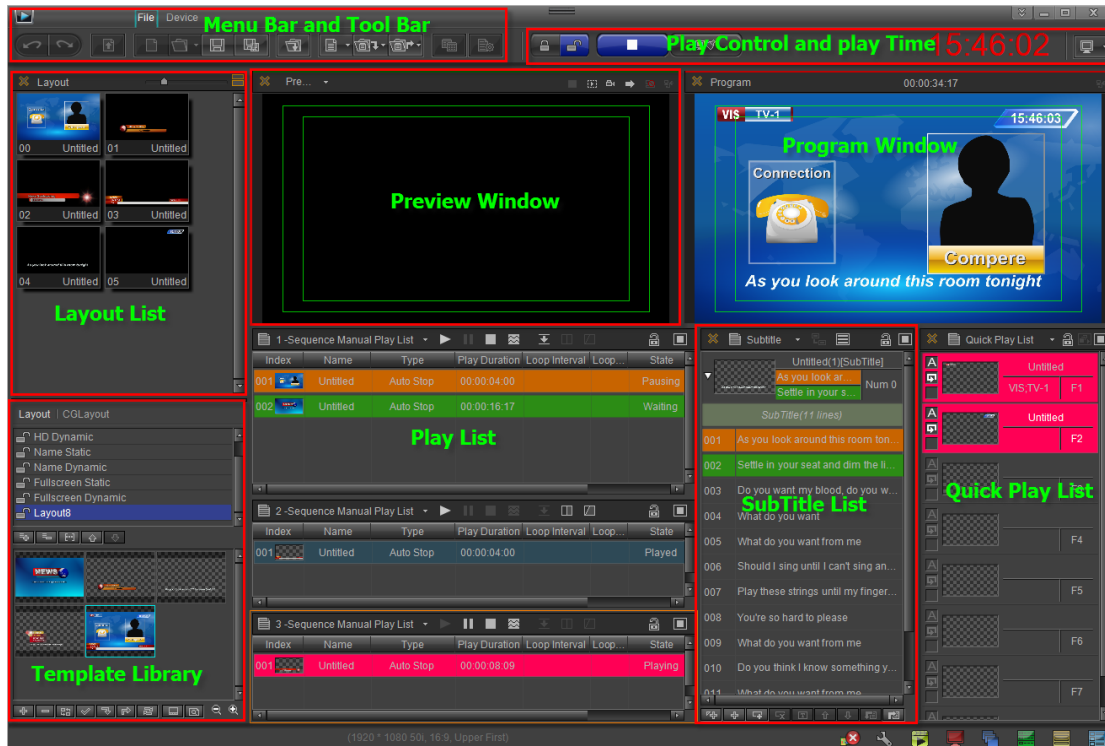 File Device
Menu Bar and Tool Bar
Play Control and play Time
15:46:02
Layout
00 Untitled 01 Untitled
02 Untitled 03 Untitled
04 Untitled 05 Untitled
Layout List
Pre...
Preview Window
Program 00:00:34:17
VIS TV-1
15:46:03
Program Window
Connection
Compere
As you look around this room tonight
Layout | CGLayout
HD Dynamic
Name Static
Name Dynamic
Fullscreen Static
Fullscreen Dynamic
Layout8
NEWS
Template Library
1 -Sequence Manual Play List
Index Name Type Play Duration Loop Interval Loop... State
001 Untitled Auto Stop 00:00:04:00 Pausing
002 Untitled Auto Stop 00:00:16:17 Waiting
Play List
2 -Sequence Manual Play List
Index Name Type Play Duration Loop Interval Loop... State
001 Untitled Auto Stop 00:00:04:00 Played
3 -Sequence Manual Play List
Index Name Type Play Duration Loop Interval Loop... State
001 Untitled Auto Stop 00:00:08:09 Playing
Subtitle
Untitled(1)[SubTitle]
As you look ar...
Settle in your s...
Num 0
SubTitle(11 lines)
001 As you look around this room ton...
002 Settle in your seat and dim the li...
003 Do you want my blood, do you w...
SubTitle List
004 What do you want
005 What do you want from me
006 Should I sing until I can't sing an...
007 Play these strings until my finger...
008 You're so hard to please
009 What do you want from me
010 Do you think I know something y...
011 What do you want from me
Quick Play List
A Untitled
VIS;TV-1 F1
A Untitled
F2
A
Quick Play List
A
F4
A
F5
A
F6
A
F7
A
(1920 * 1080 50i, 16:9, Upper First)